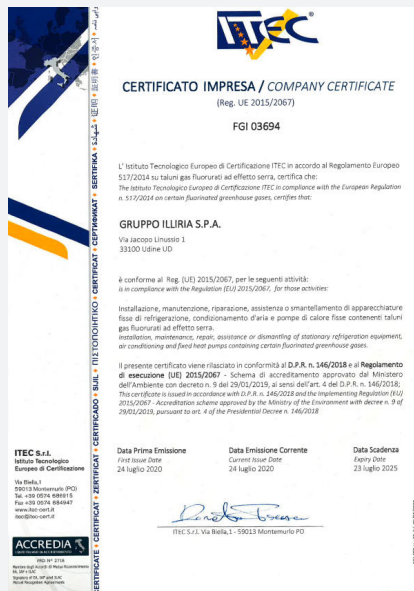 ITEC
CERTIFICATO IMPRESA / COMPANY CERTIFICATE
(Reg. UE 2015/2067)
FGI 03694
L' Istituto Tecnologico Europeo di Certificazione ITEC in accordo al Regolamento Europeo
517/2014 su taluni gas fluorurati ad effetto serra, certifica che:
The Istituto Tecnologico Europeo di Certificazione ITEC in compliance with the European Regulation
n. 517/2014 on certain fluorinated greenhouse gases, certifies that:
GRUPPO ILLIRIA S.P.A.
Via Jacopo Linussio 1
33100 Udine UD
è conforme al Reg. (UE) 2015/2067, per le seguenti attività:
is in compliance with the Regulation (EU) 2015/2067, for those activities:
Installazione, manutenzione, riparazione, assistenza o smantellamento di apparecchiature
fisse di refrigerazione, condizionamento d'aria e pompe di calore fisse contenenti taluni
gas fluorurati ad effetto serra.
Installation, maintenance, repair, assistance or dismantling of stationary refrigeration equipment,
air conditioning and fixed heat pumps containing certain fluorinated greenhouse gases.
Il presente certificato viene rilasciato in conformità al D.P.R. n. 146/2018 e al Regolamento
di esecuzione (UE) 2015/2067 - Schema di accreditamento approvato dal Ministero
dell'Ambiente con decreto n. 9 del 29/01/2019, ai sensi dell'art. 4 del D.P.R. n. 146/2018;
This certificate is issued in accordance with D.P.R. n. 146/2018 and the Implementing Regulation (EU)
2015/2067 - Accreditation scheme approved by the Ministry of the Environment with decree n. 9 of
29/01/2019, pursuant to art. 4 of the Presidential Decree n. 146/2018
Data Prima Emissione
First Issue Date
24 luglio 2020
Data Emissione Corrente
Current Issue Date
24 luglio 2020
Data Scadenza
Expiry Date
23 luglio 2025
ITEC S.r.l. Via Biella, 1 - 59013 Montemurlo PO
ITEC S.r.l.
Istituto Tecnologico
Europeo di Certificazione
Via Biella,1
59013 Montemurlo (PO)
Tel. +39 0574 686915
Fax +39 0574 684947
www.itec-cert.it
itec@itec-cert.it
ACCREDIA
PRD N° 271B
CERTIFICATE • CERTIFICAT • ZERTIFICAT • CERTIFICADO • SIJIL • ΠΙΣΤΟΠΟΙΗΤΙΚΟ • CERTIFICAT • СЕРТИФИКАТ • SERTIFIKA